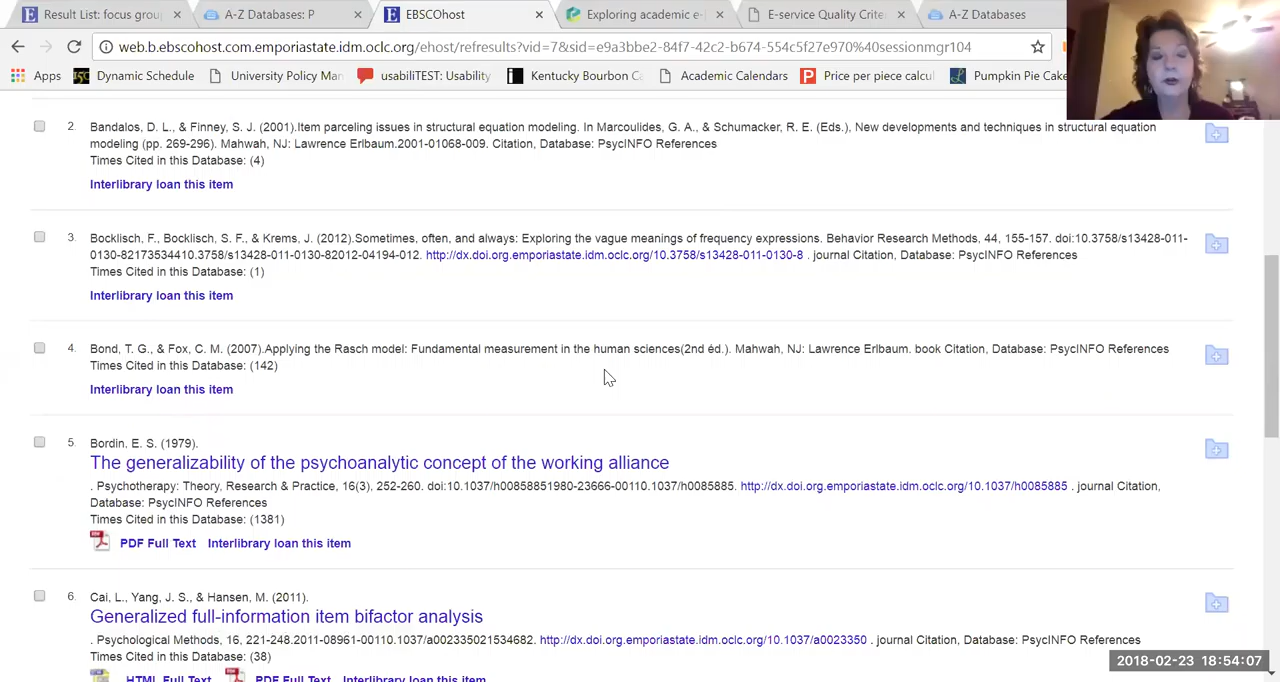 Result List: focus grou
A-Z Databases: P
EBSCOhost
Exploring academic e-
E-service Quality Crite
A-Z Databases
web.b.ebscohost.com.emporiastate.idm.oclc.org/ehost/refresults?vid=7&sid=e9a3bbe2-84f7-42c2-b674-554c5f27e970%40sessionmgr104
Apps
Dynamic Schedule
University Policy Man
usabiliTEST: Usability
Kentucky Bourbon C
Academic Calendars
Price per piece calcul
Pumpkin Pie Cake
2. Bandalos, D. L., & Finney, S. J. (2001).Item parceling issues in structural equation modeling. In Marcoulides, G. A., & Schumacker, R. E. (Eds.), New developments and techniques in structural equation
modeling (pp. 269-296). Mahwah, NJ: Lawrence Erlbaum.2001-01068-009. Citation, Database: PsycINFO References
Times Cited in this Database: (4)
Interlibrary loan this item
3. Bocklisch, F., Bocklisch, S. F., & Krems, J. (2012).Sometimes, often, and always: Exploring the vague meanings of frequency expressions. Behavior Research Methods, 44, 155-157. doi:10.3758/s13428-011-
0130-82173534410.3758/s13428-011-0130-82012-04194-012. http://dx.doi.org.emporiastate.idm.oclc.org/10.3758/s13428-011-0130-8 . journal Citation, Database: PsycINFO References
Times Cited in this Database: (1)
Interlibrary loan this item
4. Bond, T. G., & Fox, C. M. (2007).Applying the Rasch model: Fundamental measurement in the human sciences(2nd éd.). Mahwah, NJ: Lawrence Erlbaum. book Citation, Database: PsycINFO References
Times Cited in this Database: (142)
Interlibrary loan this item
5. Bordin. E. S. (1979).
The generalizability of the psychoanalytic concept of the working alliance
. Psychotherapy: Theory, Research & Practice, 16(3), 252-260. doi:10.1037/h00858851980-23666-00110.1037/h0085885. http://dx.doi.org.emporiastate.idm.oclc.org/10.1037/h0085885 . journal Citation,
Database: PsycINFO References
Times Cited in this Database: (1381)
PDF Full Text Interlibrary loan this item
6. Cai, L., Yang, J. S., & Hansen, M. (2011).
Generalized full-information item bifactor analysis
. Psychological Methods, 16, 221-248.2011-08961-00110.1037/a002335021534682. http://dx.doi.org.emporiastate.idm.oclc.org/10.1037/a0023350 . journal Citation, Database: PsycINFO References
Times Cited in this Database: (38)
HTML Full Text PDF Full Text Interlibrary loan this item
2018-02-23 18:54:07